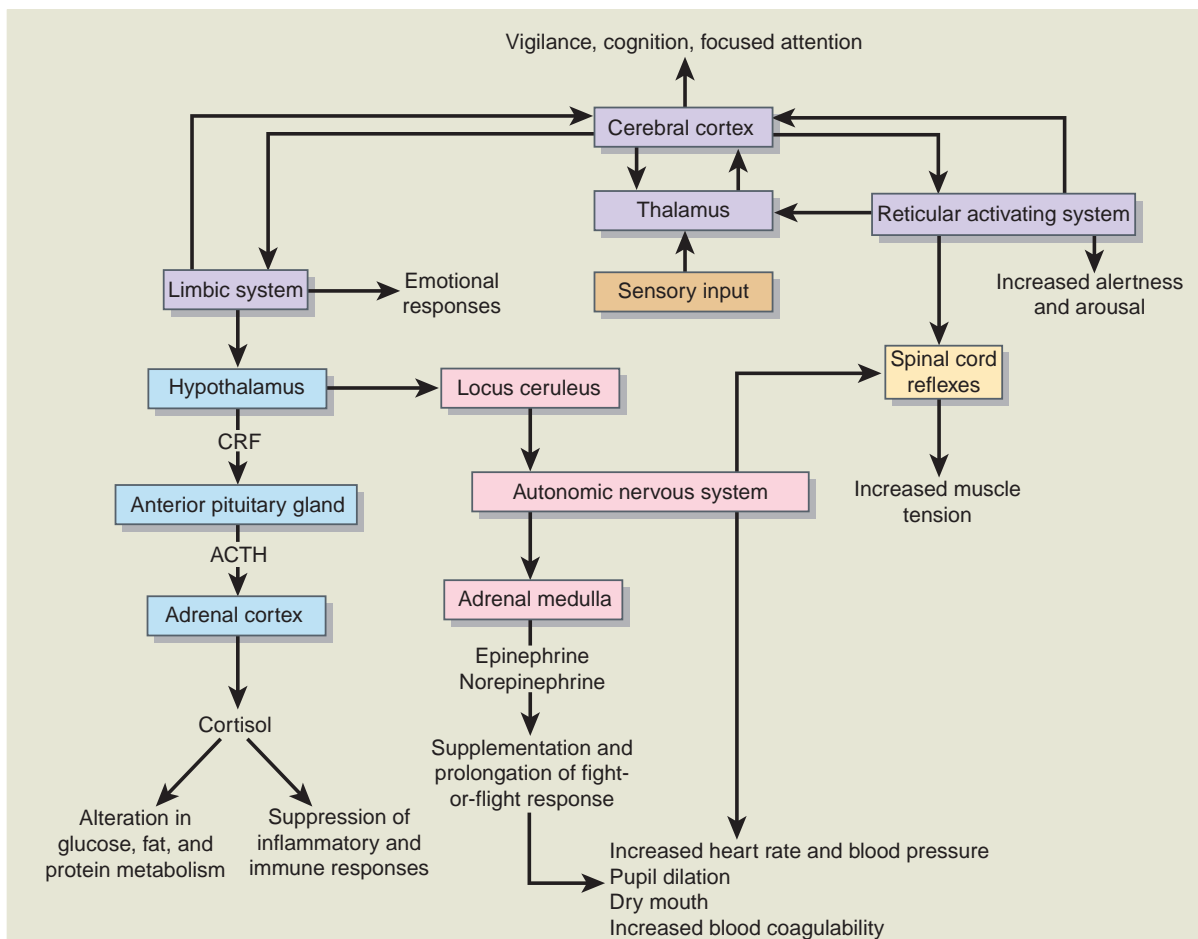 Vigilance, cognition, focused attention
Cerebral cortex
Thalamus
Reticular activating system
Limbic system
Emotional
responses
Sensory input
Increased alertness
and arousal
Hypothalamus
Locus ceruleus
Spinal cord
reflexes
CRF
Anterior pituitary gland
Autonomic nervous system
Increased muscle
tension
ACTH
Adrenal cortex
Adrenal medulla
Epinephrine
Norepinephrine
Cortisol
Supplementation and
prolongation of fight-
or-flight response
Alteration in
glucose, fat, and
protein metabolism
Suppression of
inflammatory and
immune responses
Increased heart rate and blood pressure
Pupil dilation
Dry mouth
Increased blood coagulability